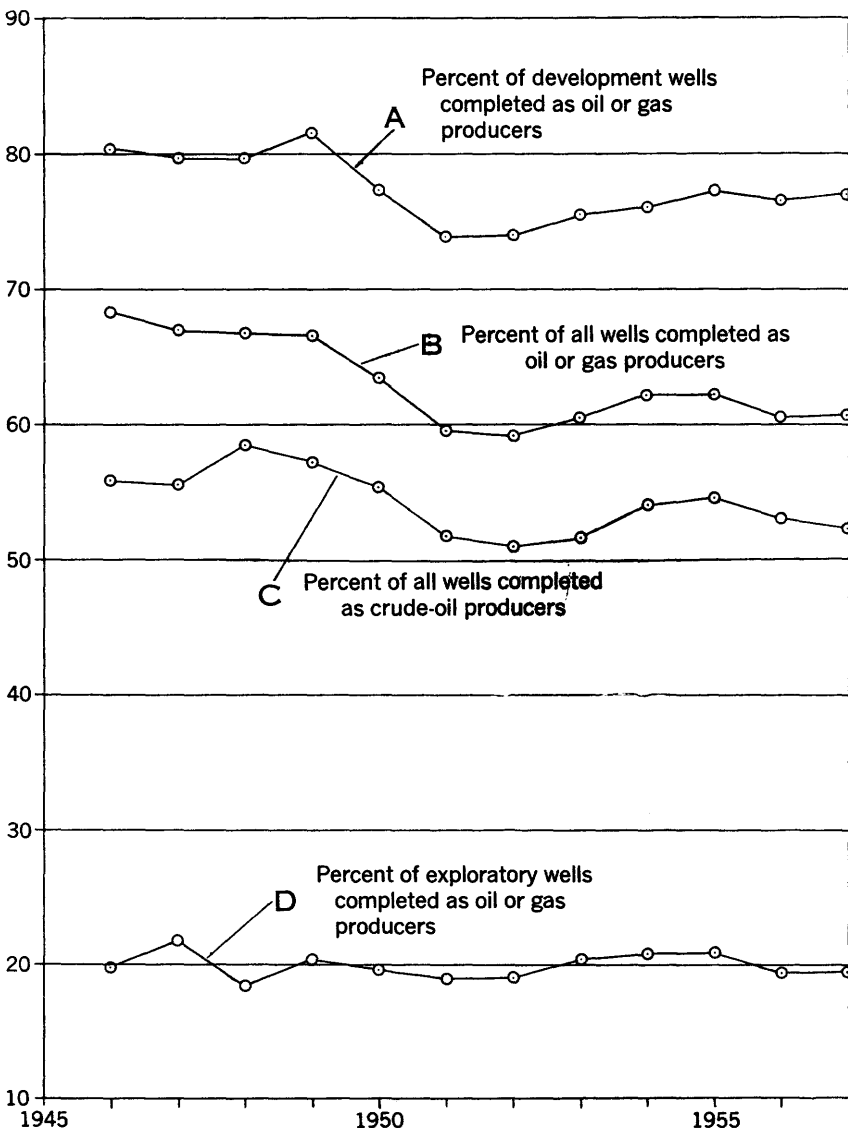 90
A Percent of development wells
completed as oil or gas
producers
80
70
B Percent of all wells completed as
oil or gas producers
60
50
C Percent of all wells completed
as crude-oil producers
40
30
D Percent of exploratory wells
completed as oil or gas
producers
20
10
1945 1950 1955